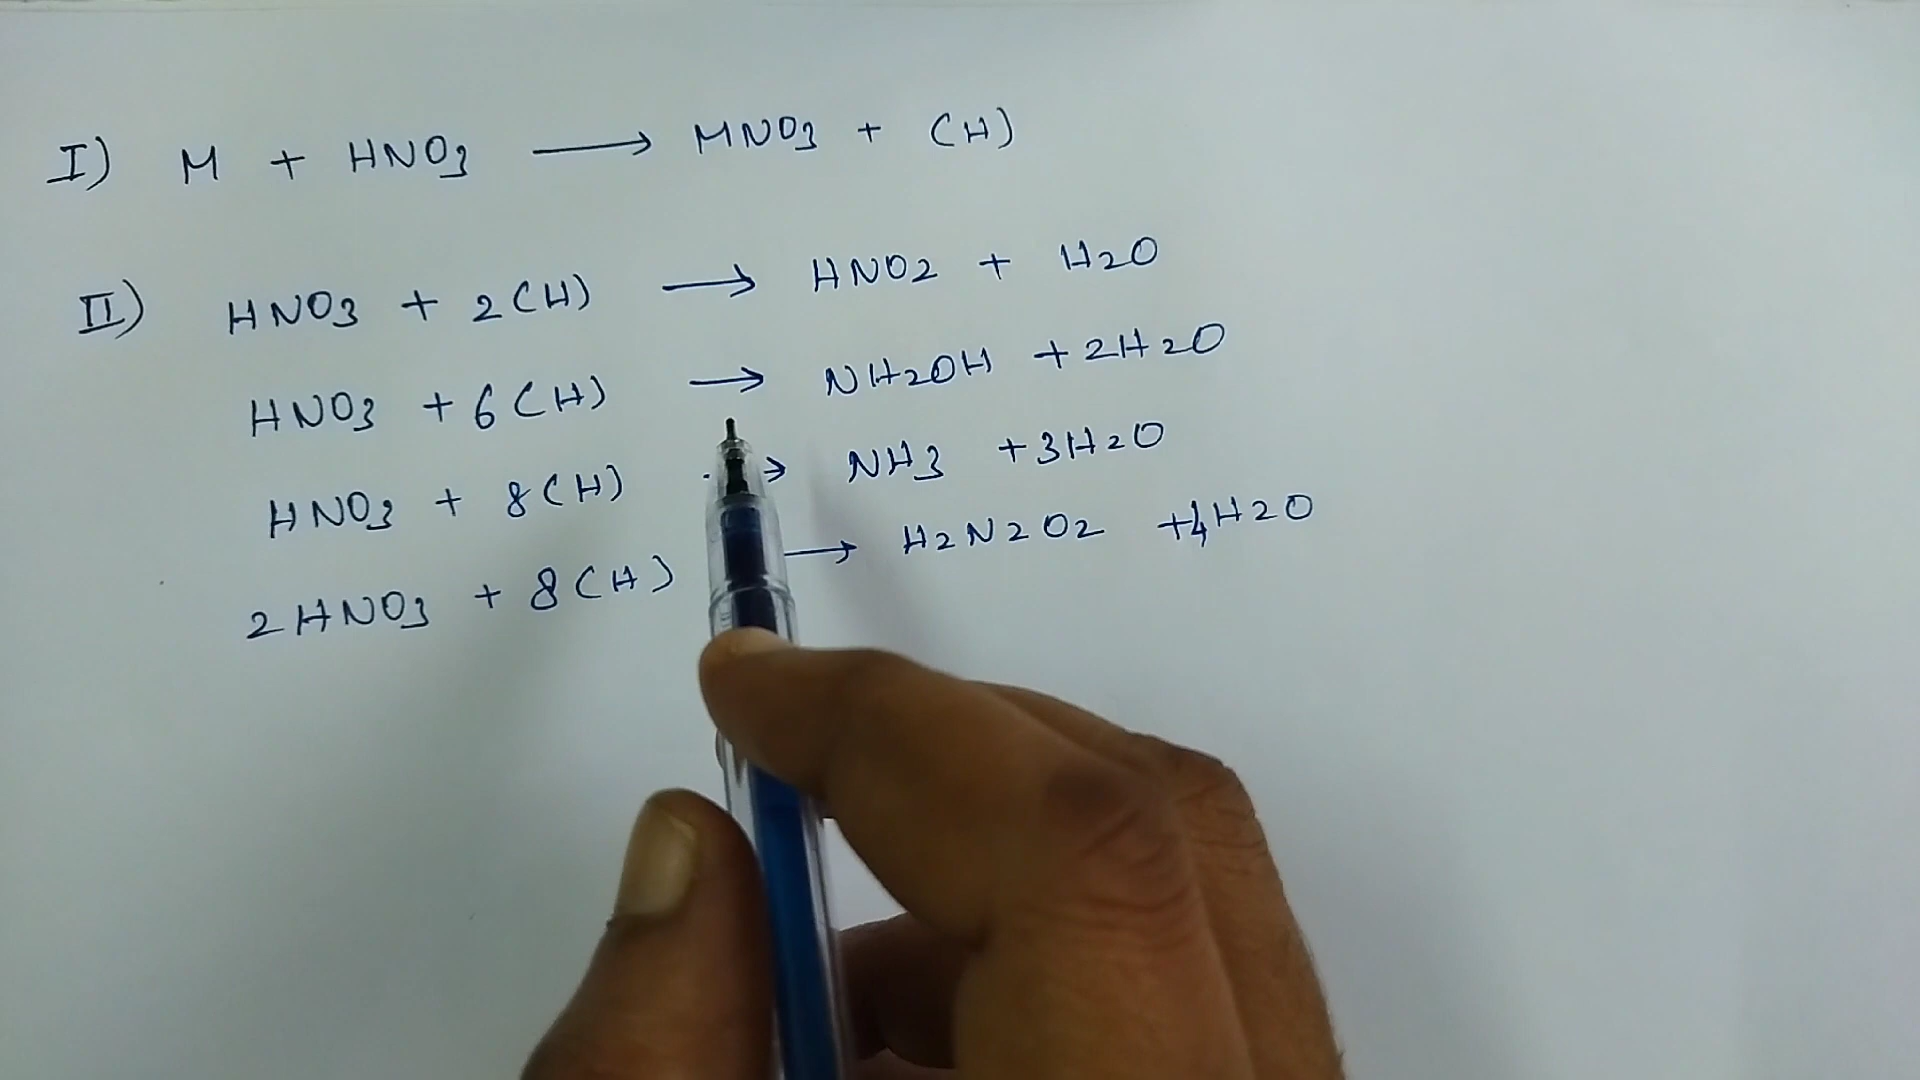 I) M + HNO3 ⟶ MNO3 + (H)
II) HNO3 + 2(H) ⟶ HNO2 + H2O
HNO3 + 6(H) → NH2OH + 2H2O
HNO3 + 8(H) → NH3 + 3H2O
2HNO3 + 8(H) → H2N2O2 + 4H2O